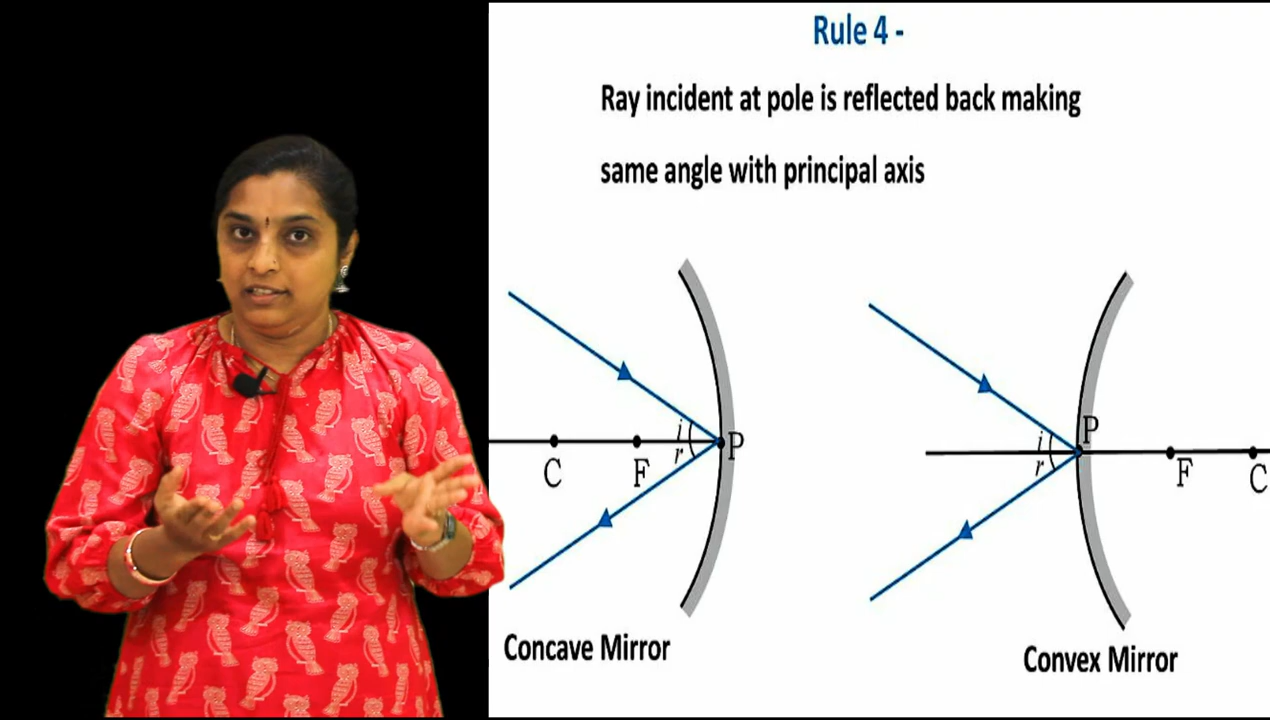 Rule 4 -
Ray incident at pole is reflected back making
same angle with principal axis
i
r
C
F
P
Concave Mirror
i
r
P
F
C
Convex Mirror